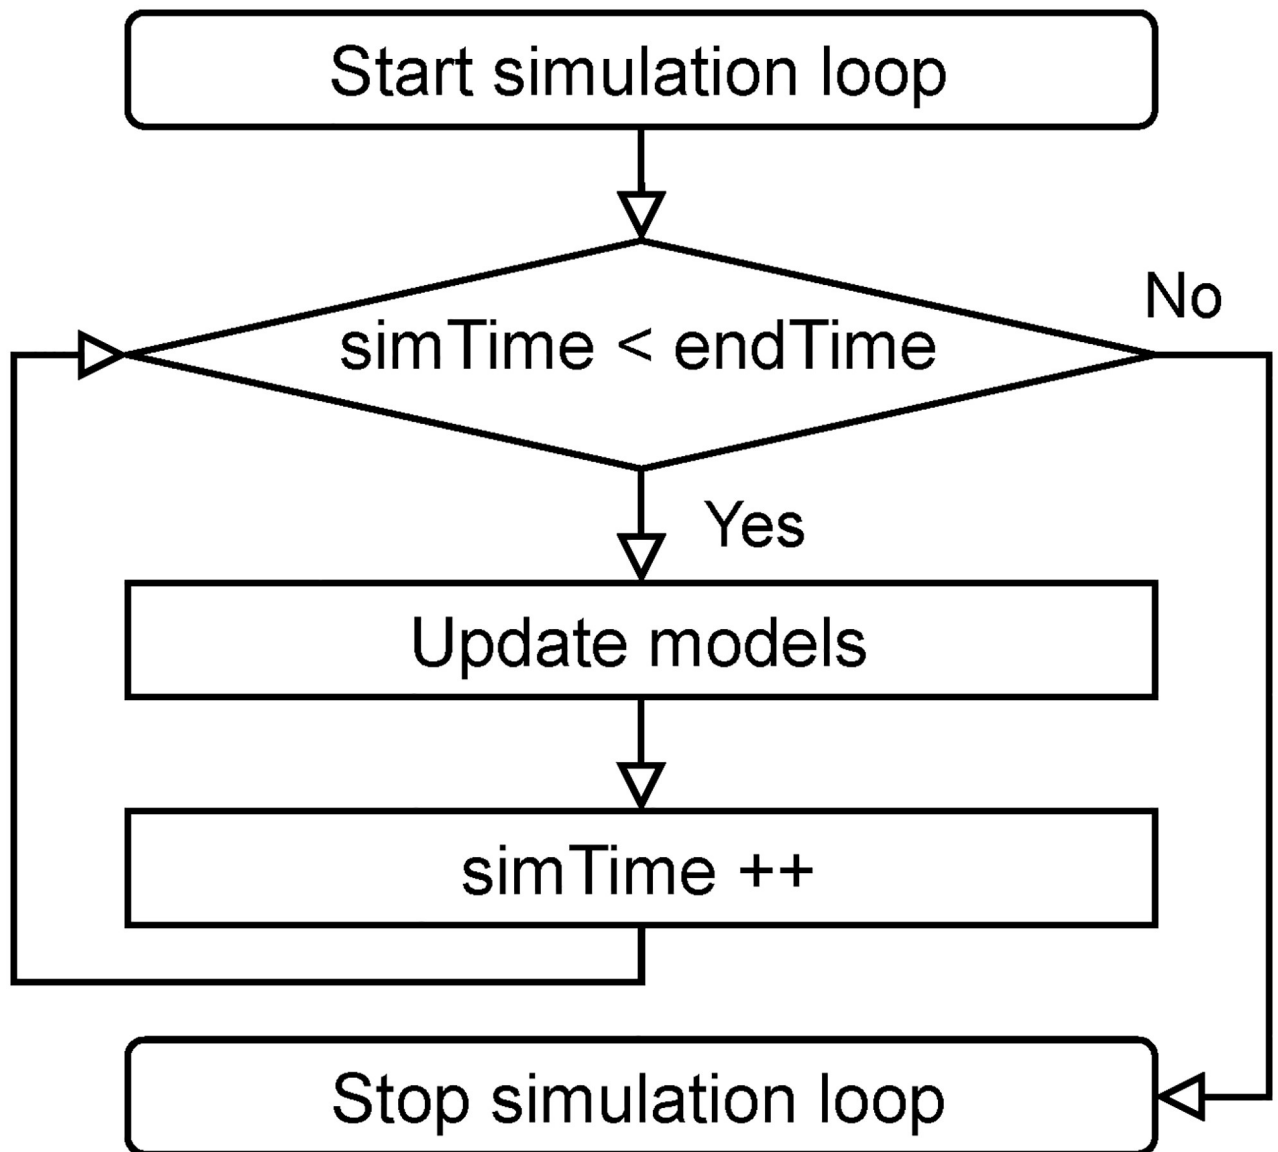 Start simulation loop
simTime < endTime
No
Yes
Update models
simTime ++
Stop simulation loop